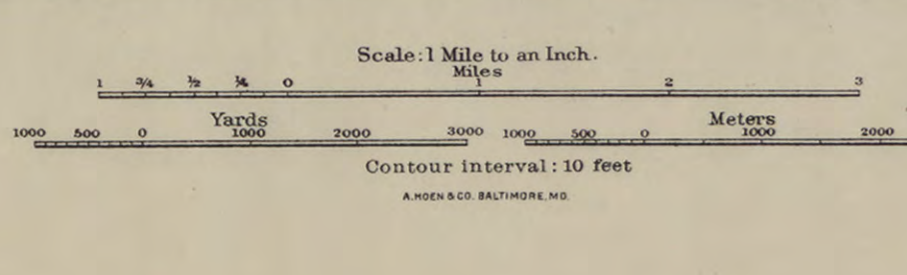 Scale: 1 Mile to an Inch.
Miles
1 3/4 1/2 1/4 0 1 2 3
Yards
1000 500 0 1000 2000 3000
Meters
1000 500 0 1000 2000
Contour interval: 10 feet
A. HOEN & CO. BALTIMORE, MD.